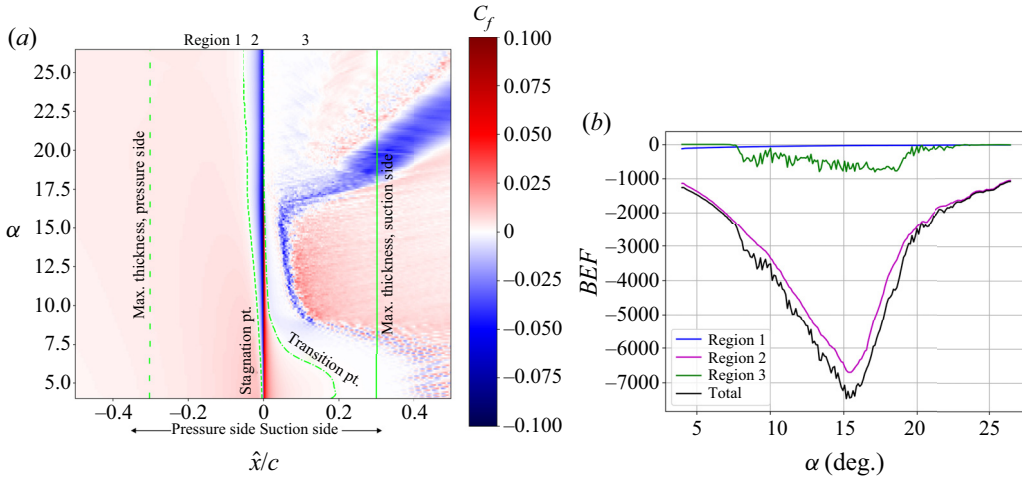 (a)
Region 1 2 3
C_f
α
25.0
22.5
20.0
17.5
15.0
12.5
10.0
7.5
5.0
Max. thickness, pressure side
Stagnation pt.
Transition pt.
Max. thickness, suction side
−0.4 −0.2 0 0.2 0.4
Pressure side Suction side
x̂/c
0.100
0.075
0.050
0.025
0
−0.025
−0.050
−0.075
−0.100
(b)
BEF
0
−1000
−2000
−3000
−4000
−5000
−6000
−7000
Region 1
Region 2
Region 3
Total
5 10 15 20 25
α (deg.)